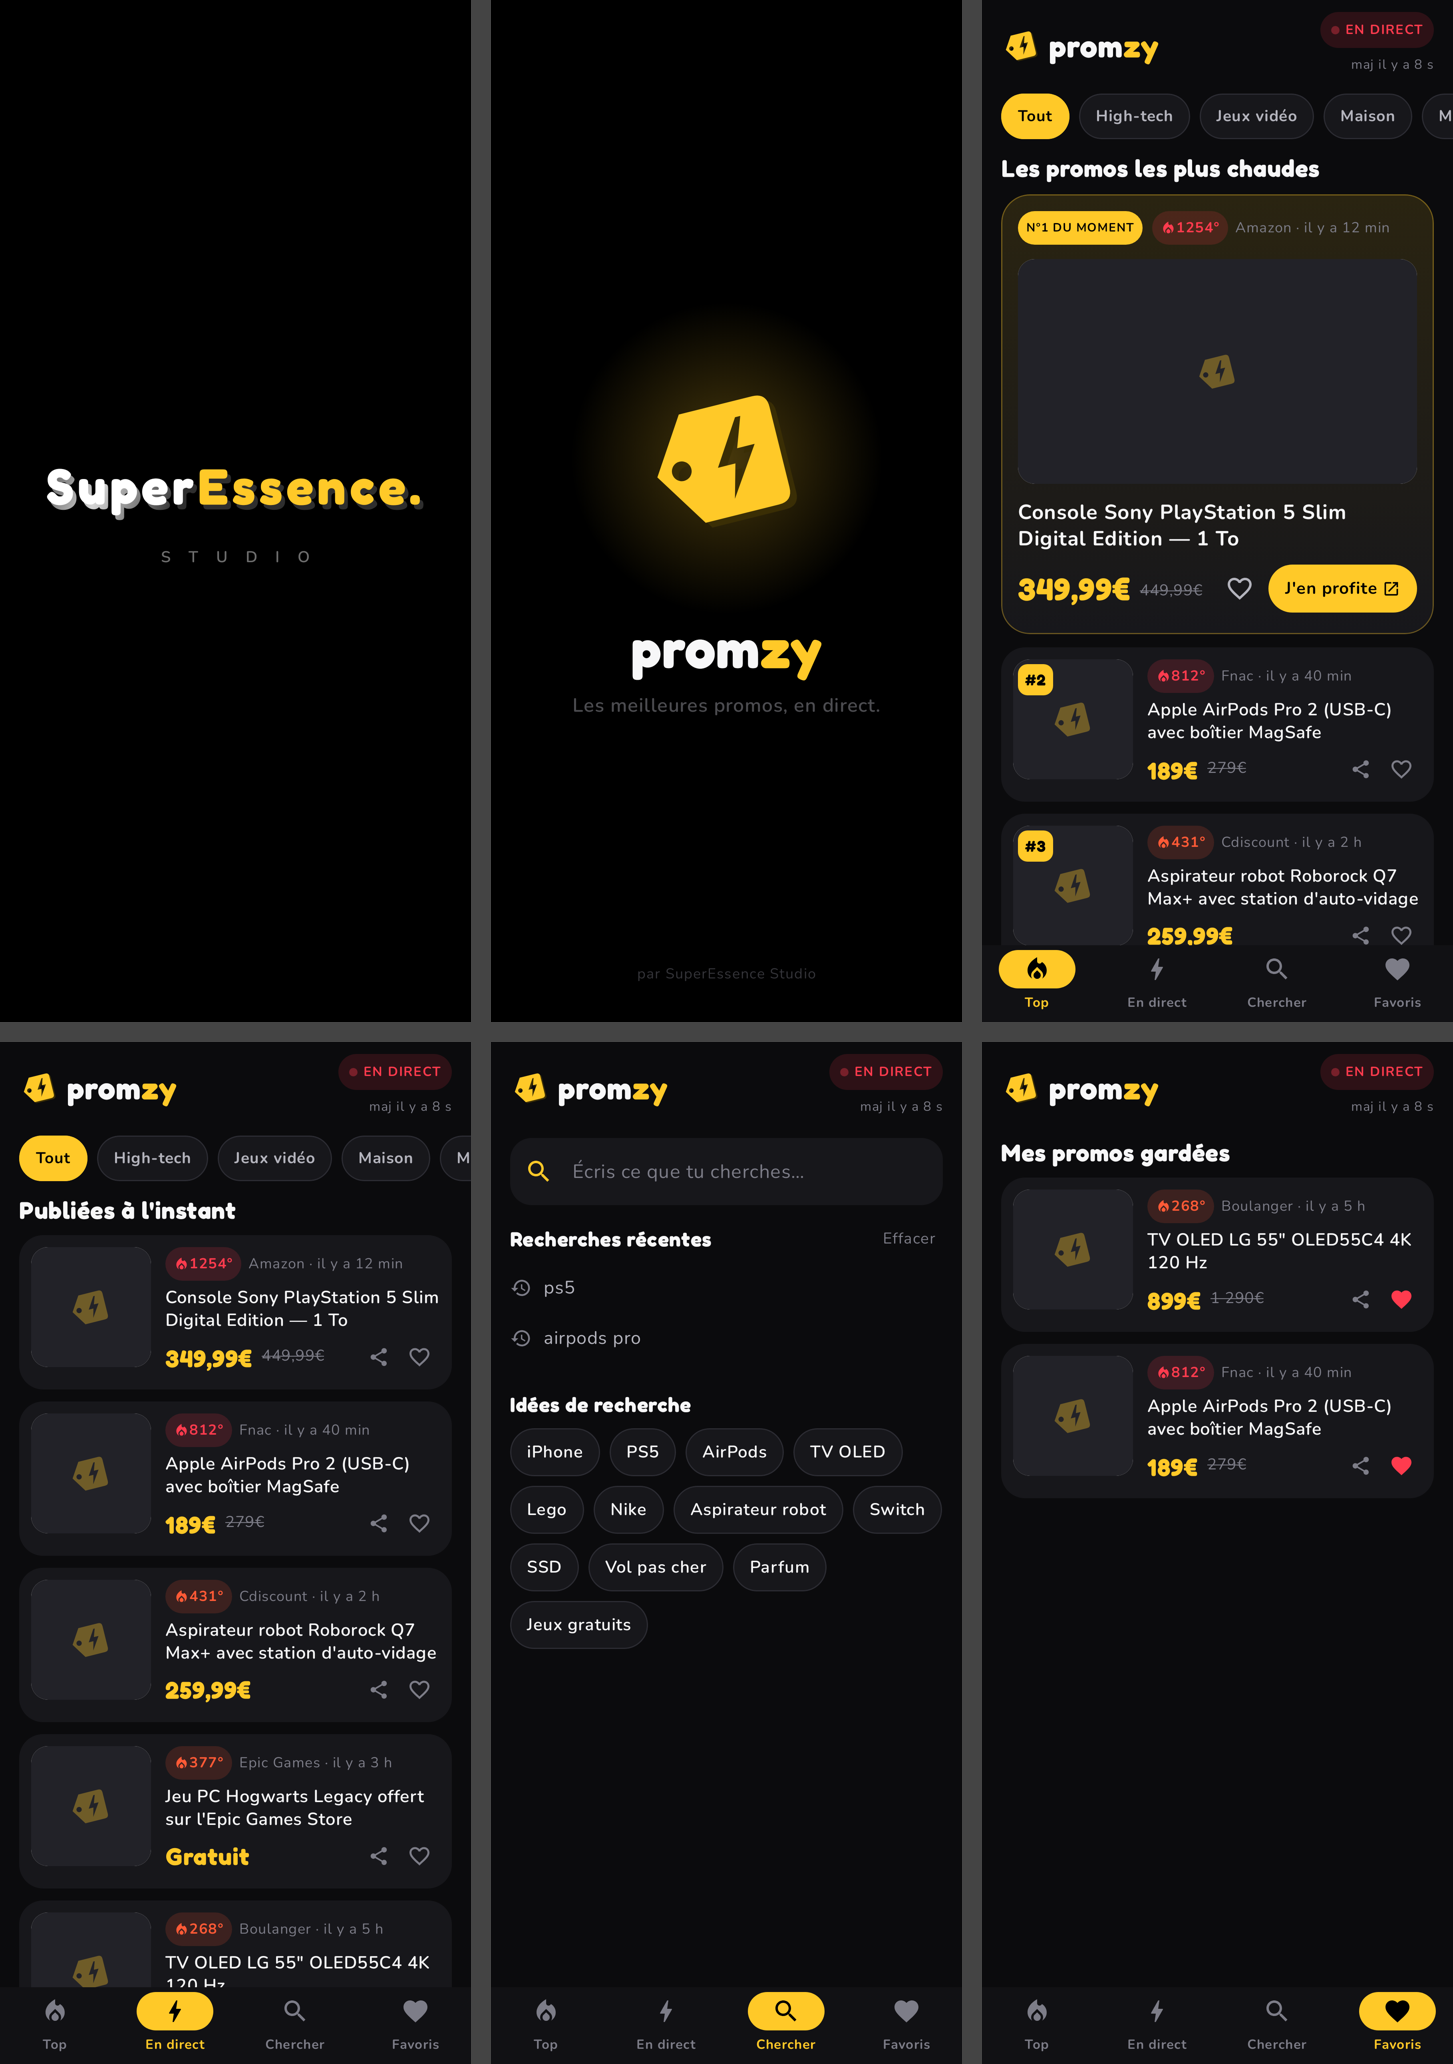 SuperEssence.
STUDIO
promzy
Les meilleures promos, en direct.
par SuperEssence Studio
promzy
EN DIRECT
maj il y a 8 s
Tout
High-tech
Jeux vidéo
Maison
M
Les promos les plus chaudes
N°1 DU MOMENT
1254°
Amazon · il y a 12 min
Console Sony PlayStation 5 Slim
Digital Edition — 1 To
349,99€
449,99€
J'en profite
#2
812°
Fnac · il y a 40 min
Apple AirPods Pro 2 (USB-C)
avec boîtier MagSafe
189€
279€
#3
431°
Cdiscount · il y a 2 h
Aspirateur robot Roborock Q7
Max+ avec station d'auto-vidage
259,99€
Top
En direct
Chercher
Favoris
promzy
EN DIRECT
maj il y a 8 s
Tout
High-tech
Jeux vidéo
Maison
M
Publiées à l'instant
1254°
Amazon · il y a 12 min
Console Sony PlayStation 5 Slim
Digital Edition — 1 To
349,99€
449,99€
812°
Fnac · il y a 40 min
Apple AirPods Pro 2 (USB-C)
avec boîtier MagSafe
189€
279€
431°
Cdiscount · il y a 2 h
Aspirateur robot Roborock Q7
Max+ avec station d'auto-vidage
259,99€
377°
Epic Games · il y a 3 h
Jeu PC Hogwarts Legacy offert
sur l'Epic Games Store
Gratuit
268°
Boulanger · il y a 5 h
TV OLED LG 55" OLED55C4 4K
120 Hz
Top
En direct
Chercher
Favoris
promzy
EN DIRECT
maj il y a 8 s
Écris ce que tu cherches...
Recherches récentes
Effacer
ps5
airpods pro
Idées de recherche
iPhone
PS5
AirPods
TV OLED
Lego
Nike
Aspirateur robot
Switch
SSD
Vol pas cher
Parfum
Jeux gratuits
Top
En direct
Chercher
Favoris
promzy
EN DIRECT
maj il y a 8 s
Mes promos gardées
268°
Boulanger · il y a 5 h
TV OLED LG 55" OLED55C4 4K
120 Hz
899€
1 290€
812°
Fnac · il y a 40 min
Apple AirPods Pro 2 (USB-C)
avec boîtier MagSafe
189€
279€
Top
En direct
Chercher
Favoris